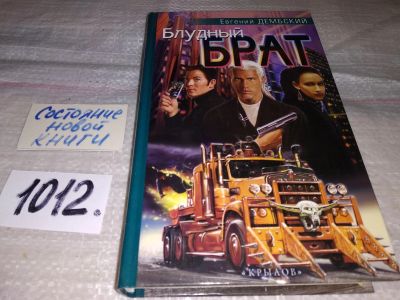 Евгений ДЕМБСКИЙ
Блудный
БРАТ
Состояние
новой
книги
1012.
«КРЫЛОВ»